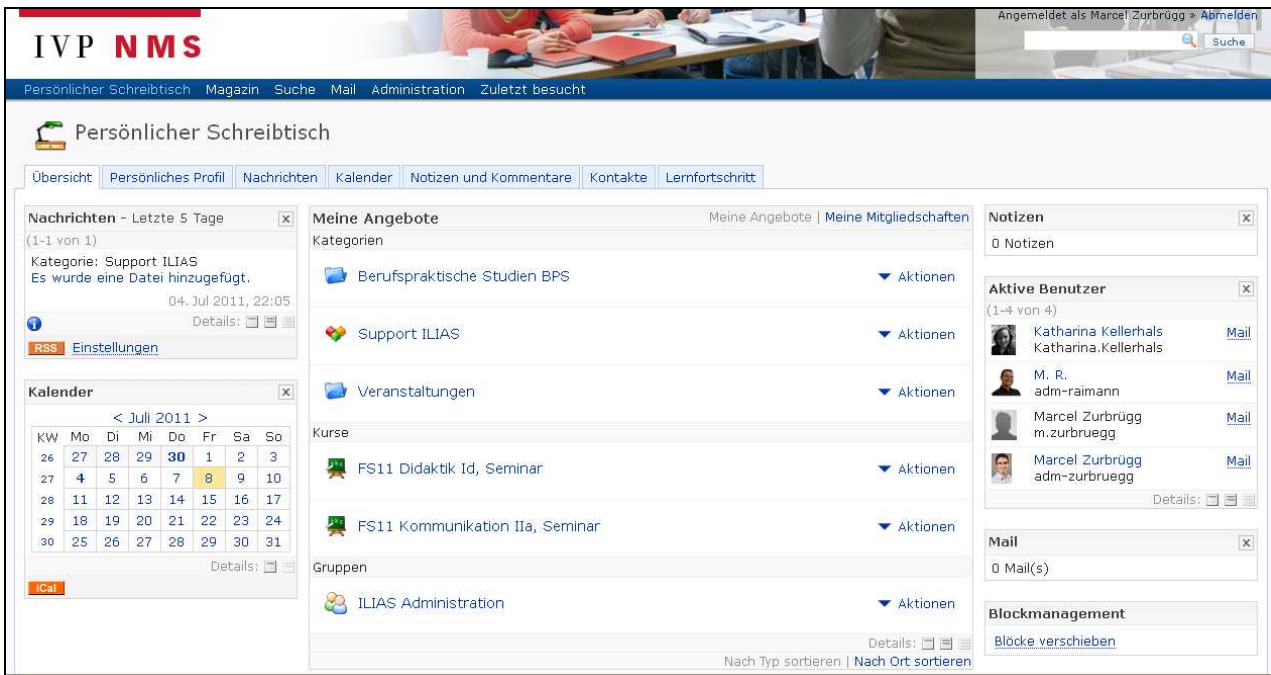 Angemeldet als Marcel Zurbrügg » Abmelden
IVP NMS
Suche
Persönlicher Schreibtisch Magazin Suche Mail Administration Zuletzt besucht
Persönlicher Schreibtisch
Übersicht Persönliches Profil Nachrichten Kalender Notizen und Kommentare Kontakte Lernfortschritt
Nachrichten - Letzte 5 Tage
(1-1 von 1)
Kategorie: Support ILIAS
Es wurde eine Datei hinzugefügt.
04. Jul 2011, 22:05
Details:
RSS Einstellungen
Kalender
< Juli 2011 >
KW Mo Di Mi Do Fr Sa So
26 27 28 29 30 1 2 3
27 4 5 6 7 8 9 10
28 11 12 13 14 15 16 17
29 18 19 20 21 22 23 24
30 25 26 27 28 29 30 31
Details:
iCal
Meine Angebote Meine Angebote | Meine Mitgliedschaften
Kategorien
Berufspraktische Studien BPS Aktionen
Support ILIAS Aktionen
Veranstaltungen Aktionen
Kurse
FS11 Didaktik Id, Seminar Aktionen
FS11 Kommunikation IIa, Seminar Aktionen
Gruppen
ILIAS Administration Aktionen
Details:
Nach Typ sortieren | Nach Ort sortieren
Notizen
0 Notizen
Aktive Benutzer
(1-4 von 4)
Katharina Kellerhals Mail
Katharina.Kellerhals
M. R. Mail
adm-raimann
Marcel Zurbrügg Mail
m.zurbruegg
Marcel Zurbrügg Mail
adm-zurbruegg
Details:
Mail
0 Mail(s)
Blockmanagement
Blöcke verschieben